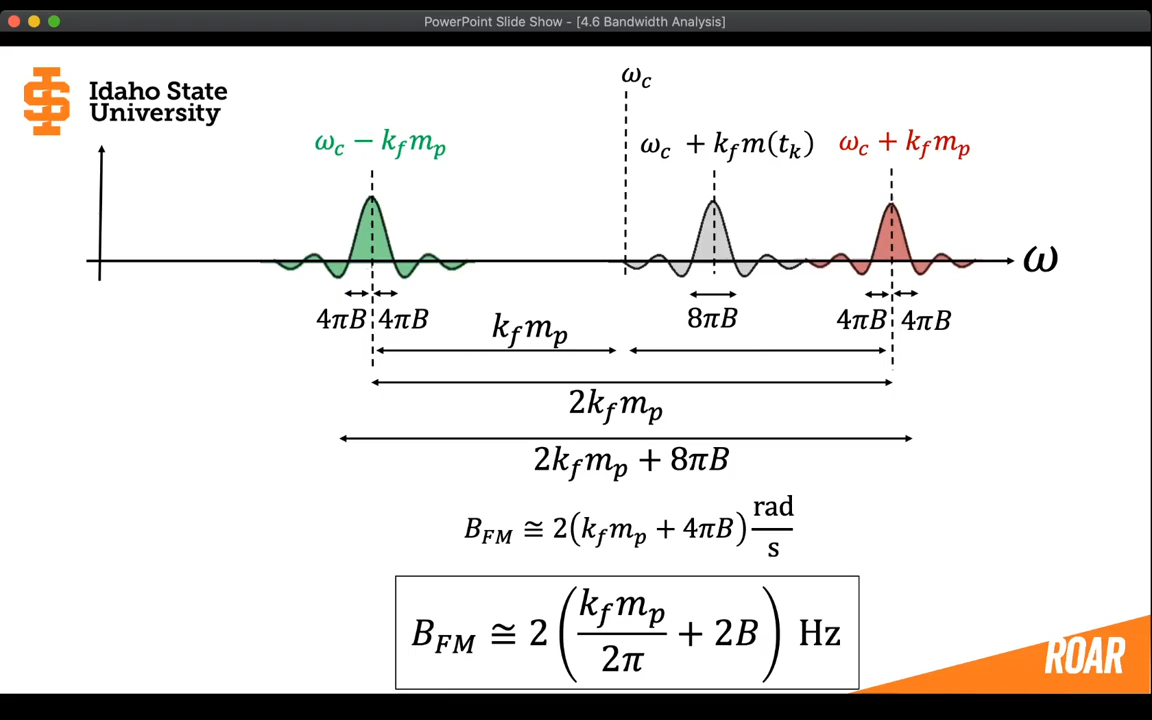 PowerPoint Slide Show - [4.6 Bandwidth Analysis]
Idaho State
University
ω_c
ω_c − k_f m_p
ω_c + k_f m(t_k)
ω_c + k_f m_p
ω
4πB 4πB
8πB
4πB 4πB
k_f m_p
2k_f m_p
2k_f m_p + 8πB
B_FM ≅ 2(k_f m_p + 4πB) rad/s
B_FM ≅ 2 (k_f m_p/2π + 2B) Hz
ROAR